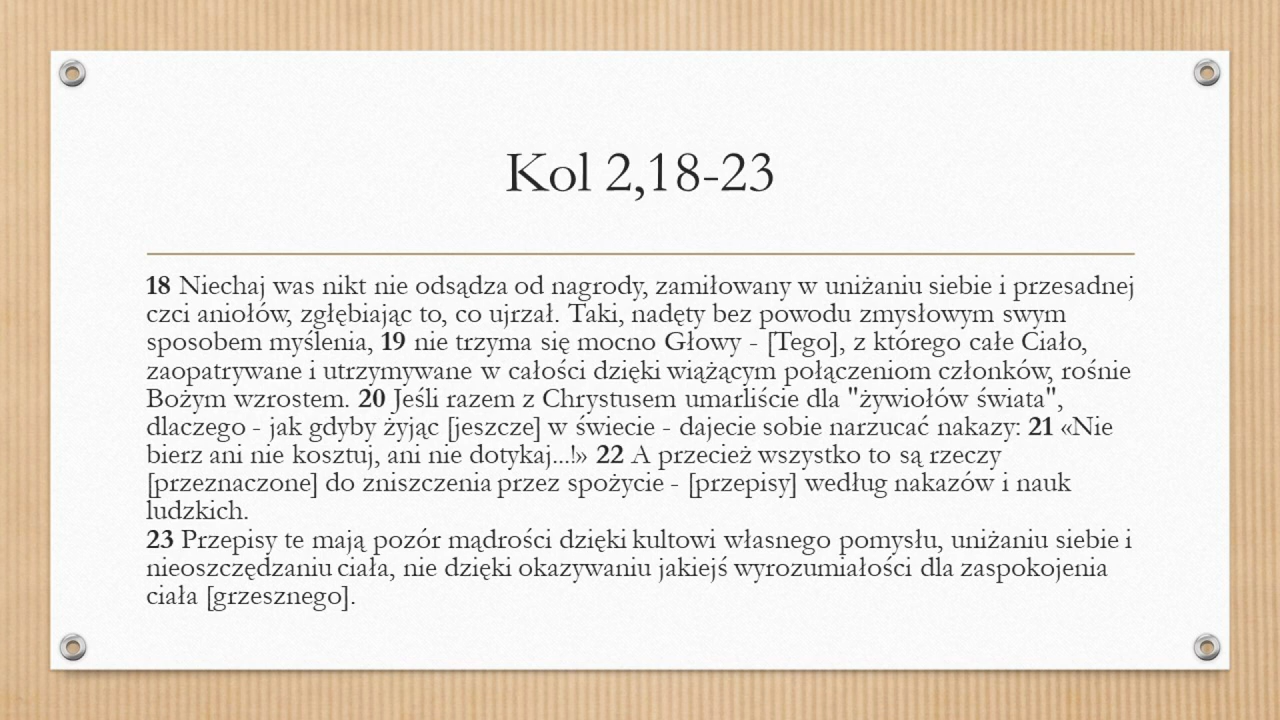 Kol 2,18-23
18 Niechaj was nikt nie odsądza od nagrody, zamiłowany w uniżaniu siebie i przesadnej
czci aniołów, zgłębiając to, co ujrzał. Taki, nadęty bez powodu zmysłowym swym
sposobem myślenia, 19 nie trzyma się mocno Głowy - [Tego], z którego całe Ciało,
zaopatrywane i utrzymywane w całości dzięki wiążącym połączeniom członków, rośnie
Bożym wzrostem. 20 Jeśli razem z Chrystusem umarliście dla "żywiołów świata",
dlaczego - jak gdyby żyjąc [jeszcze] w świecie - dajecie sobie narzucać nakazy: 21 «Nie
bierz ani nie kosztuj, ani nie dotykaj...!» 22 A przecież wszystko to są rzeczy
[przeznaczone] do zniszczenia przez spożycie - [przepisy] według nakazów i nauk
ludzkich.
23 Przepisy te mają pozór mądrości dzięki kultowi własnego pomysłu, uniżaniu siebie i
nieoszczędzaniu ciała, nie dzięki okazywaniu jakiejś wyrozumiałości dla zaspokojenia
ciała [grzesznego].